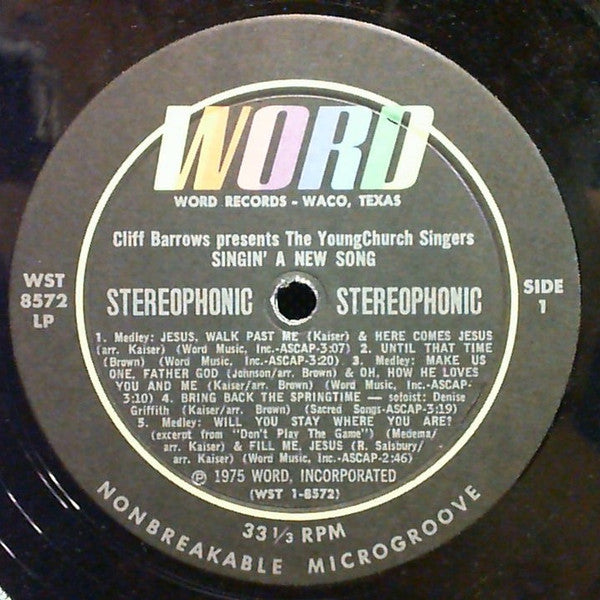 WORD
WORD RECORDS - WACO, TEXAS
Cliff Barrows presents The YoungChurch Singers
SINGIN' A NEW SONG
WST
8572
LP
STEREOPHONIC STEREOPHONIC
SIDE
1
1. Medley: JESUS, WALK PAST ME (Kaiser) & HERE COMES JESUS
(arr. Kaiser) (Word Music, Inc.-ASCAP-3:07) 2. UNTIL THAT TIME
(Brown) (Word Music, Inc.-ASCAP-3:20) 3. Medley: MAKE US
ONE, FATHER GOD (Johnson/arr. Brown) & OH, HOW HE LOVES
YOU AND ME (Kaiser/arr. Brown) (Word Music, Inc.-ASCAP-
3:10) 4. BRING BACK THE SPRINGTIME — soloist: Denise
Griffith (Kaiser/arr. Brown) (Sacred Songs-ASCAP-3:19)
5. Medley: WILL YOU STAY WHERE YOU ARE?
(excerpt from "Don't Play The Game") (Medema/
arr. Kaiser) & FILL ME, JESUS (R. Salsbury/
arr. Kaiser) (Word Music, Inc.-ASCAP-2:46)
℗ 1975 WORD, INCORPORATED
(WST 1-8572)
33 1/3 RPM
NONBREAKABLE MICROGROOVE